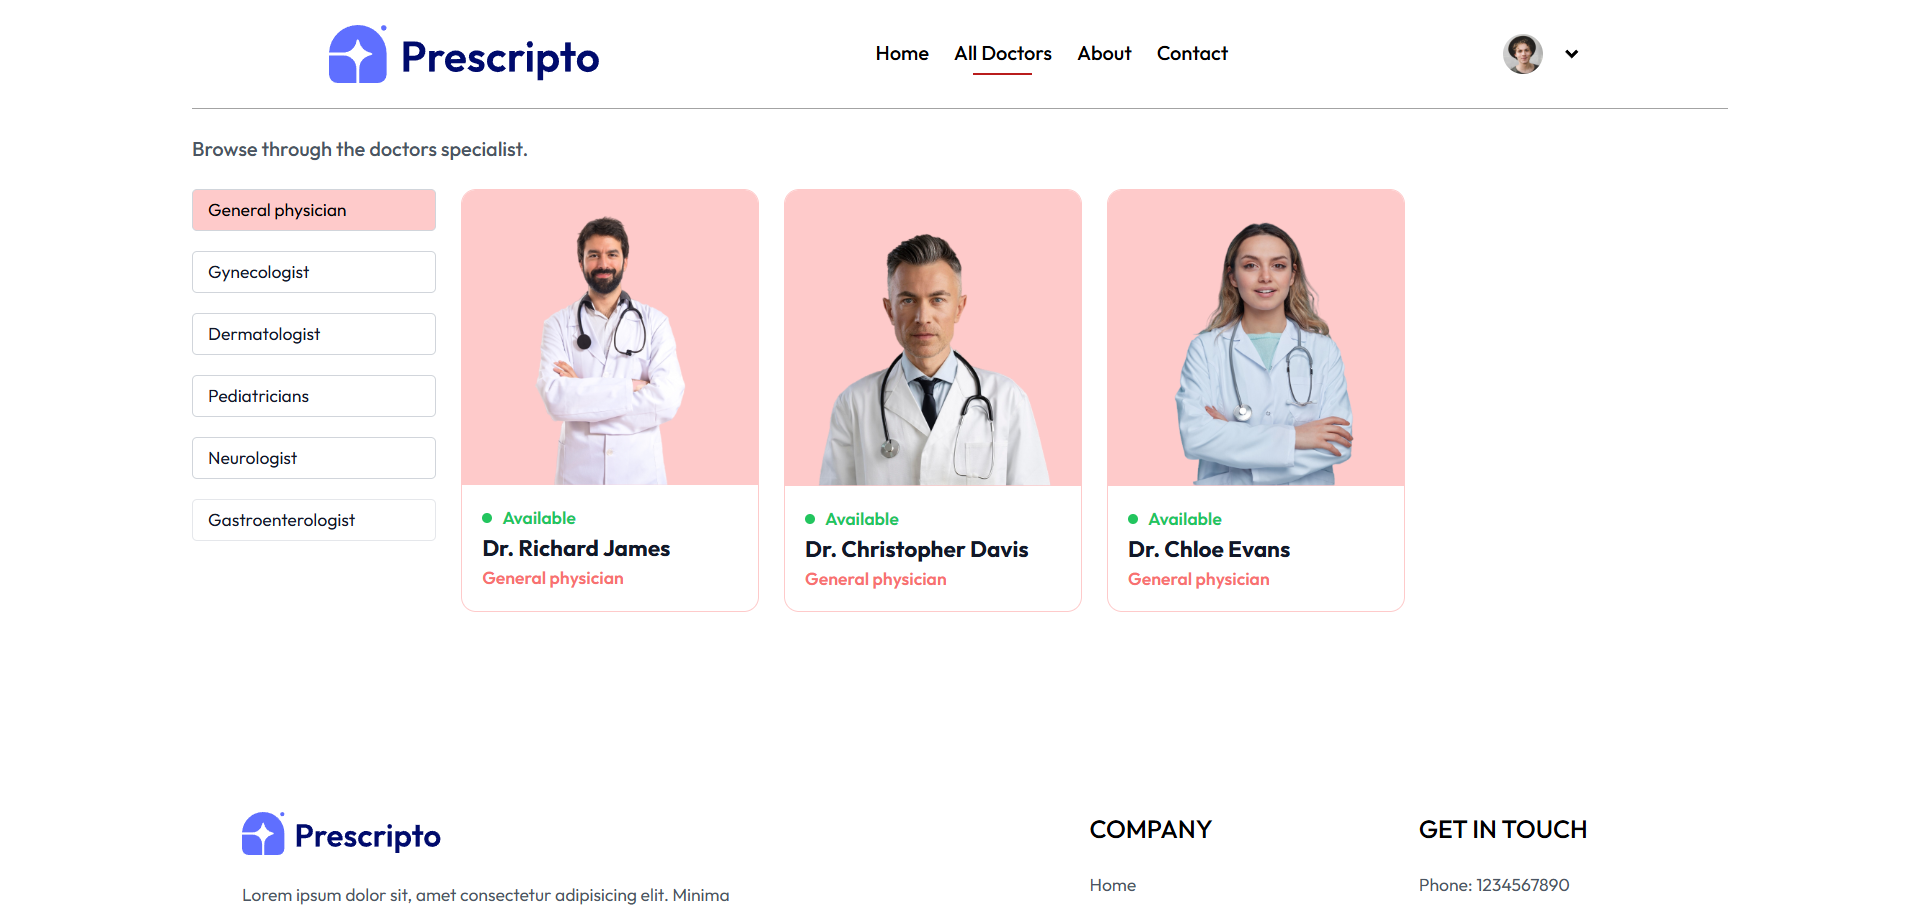 Prescripto
Home
All Doctors
About
Contact
Browse through the doctors specialist.
General physician
Gynecologist
Dermatologist
Pediatricians
Neurologist
Gastroenterologist
Available
Dr. Richard James
General physician
Available
Dr. Christopher Davis
General physician
Available
Dr. Chloe Evans
General physician
Prescripto
Lorem ipsum dolor sit, amet consectetur adipisicing elit. Minima
COMPANY
Home
GET IN TOUCH
Phone: 1234567890